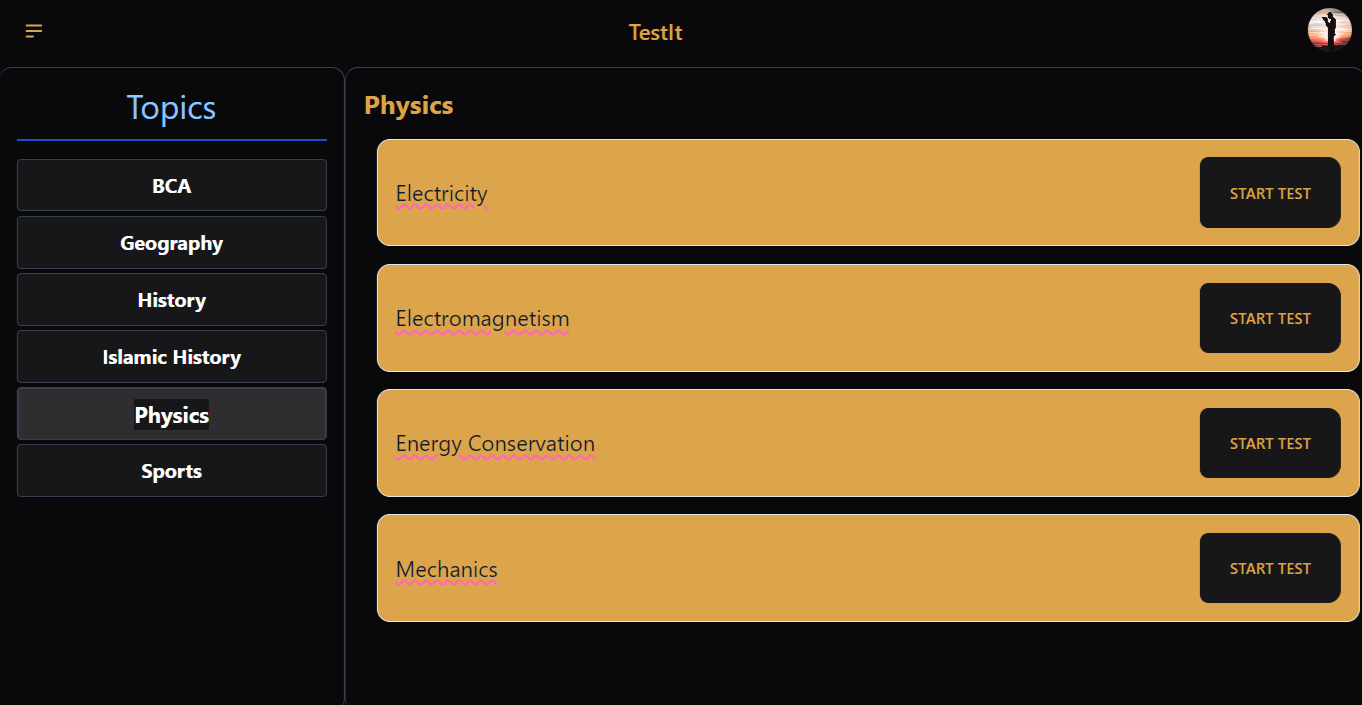 TestIt
Topics
BCA
Geography
History
Islamic History
Physics
Sports
Physics
Electricity
START TEST
Electromagnetism
START TEST
Energy Conservation
START TEST
Mechanics
START TEST